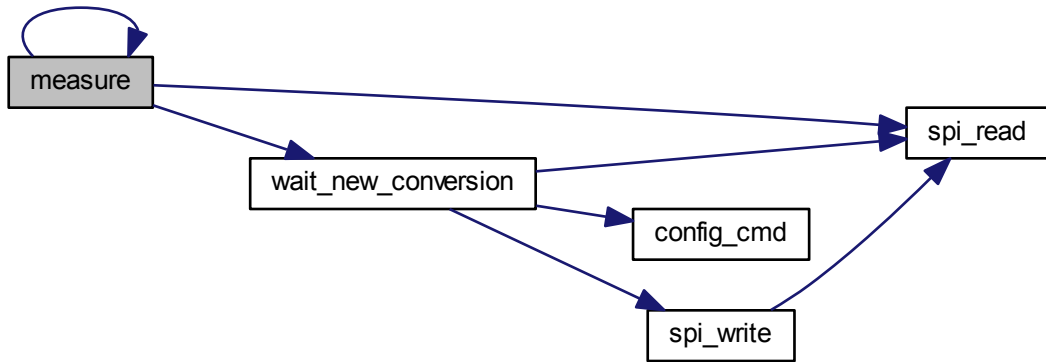 measure
spi_read
wait_new_conversion
config_cmd
spi_write